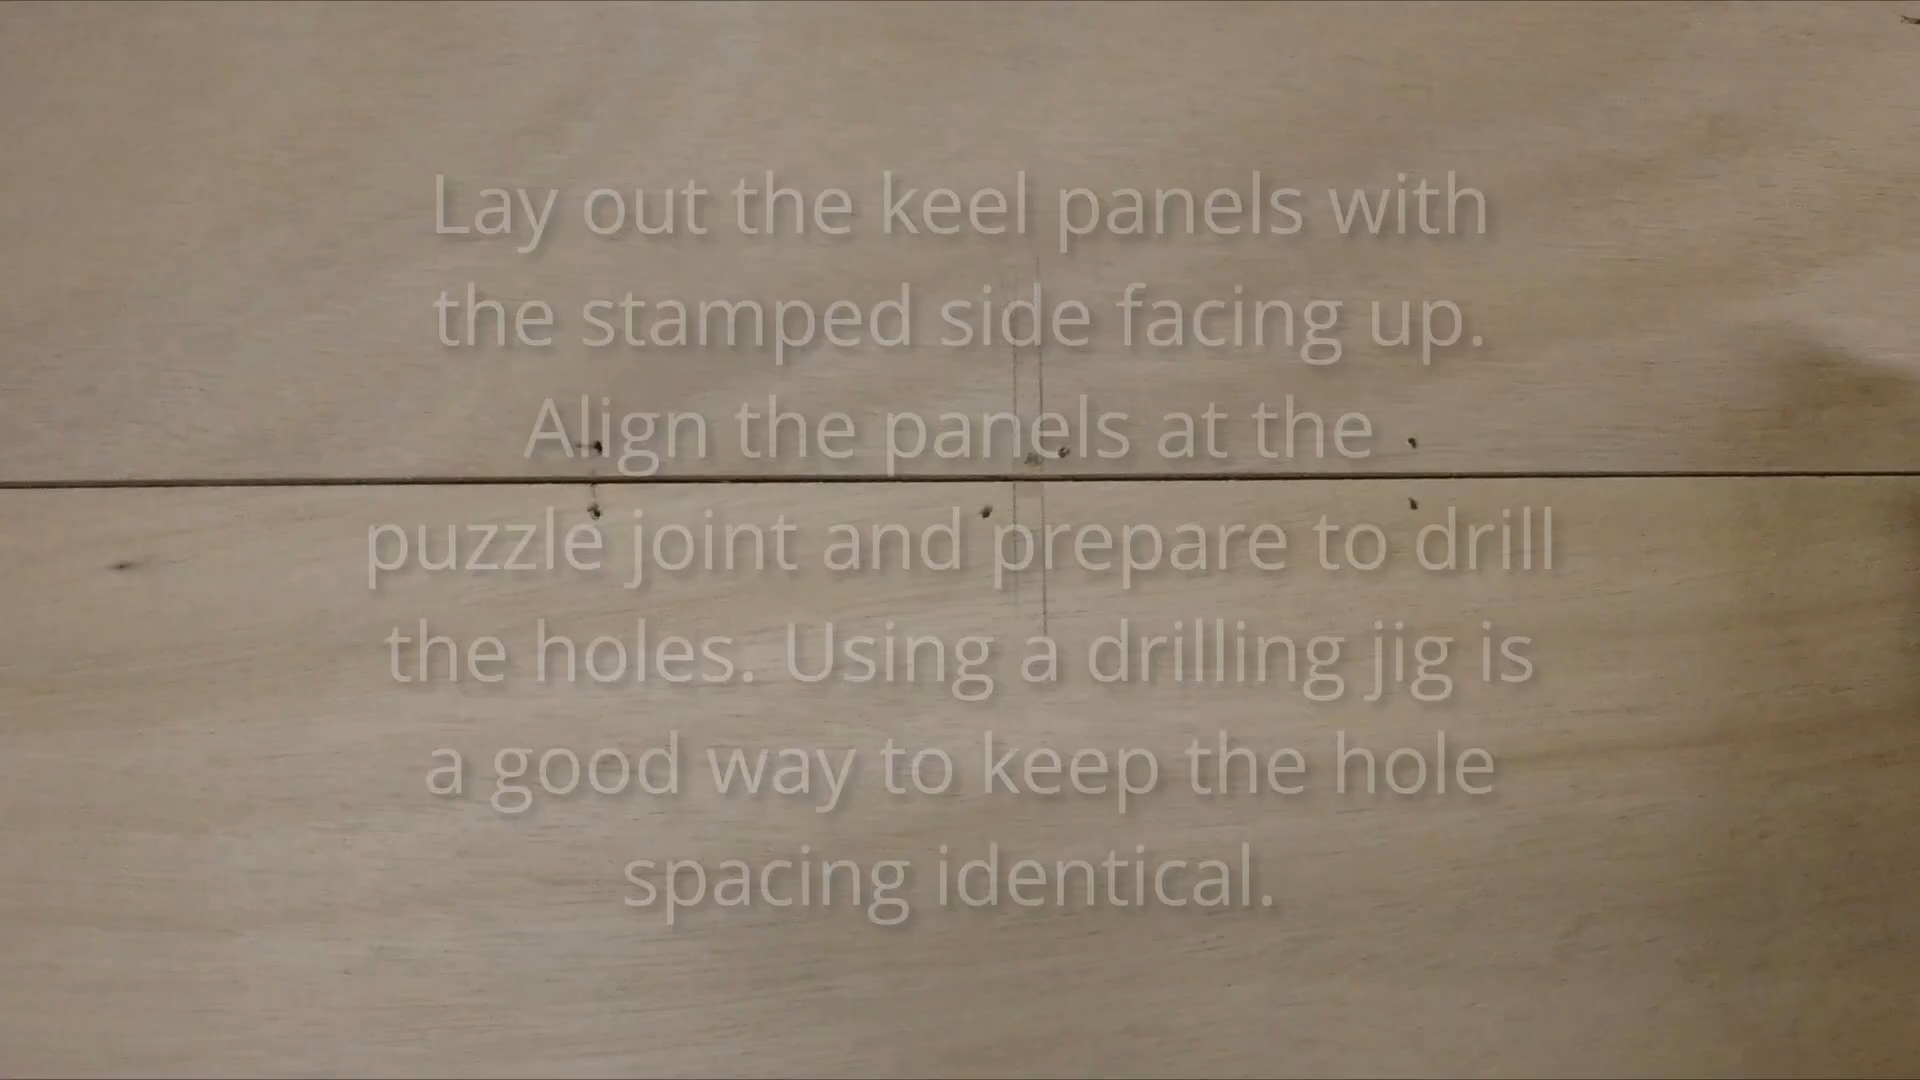 Lay out the keel panels with
the stamped side facing up.
Align the panels at the
puzzle joint and prepare to drill
the holes. Using a drilling jig is
a good way to keep the hole
spacing identical.